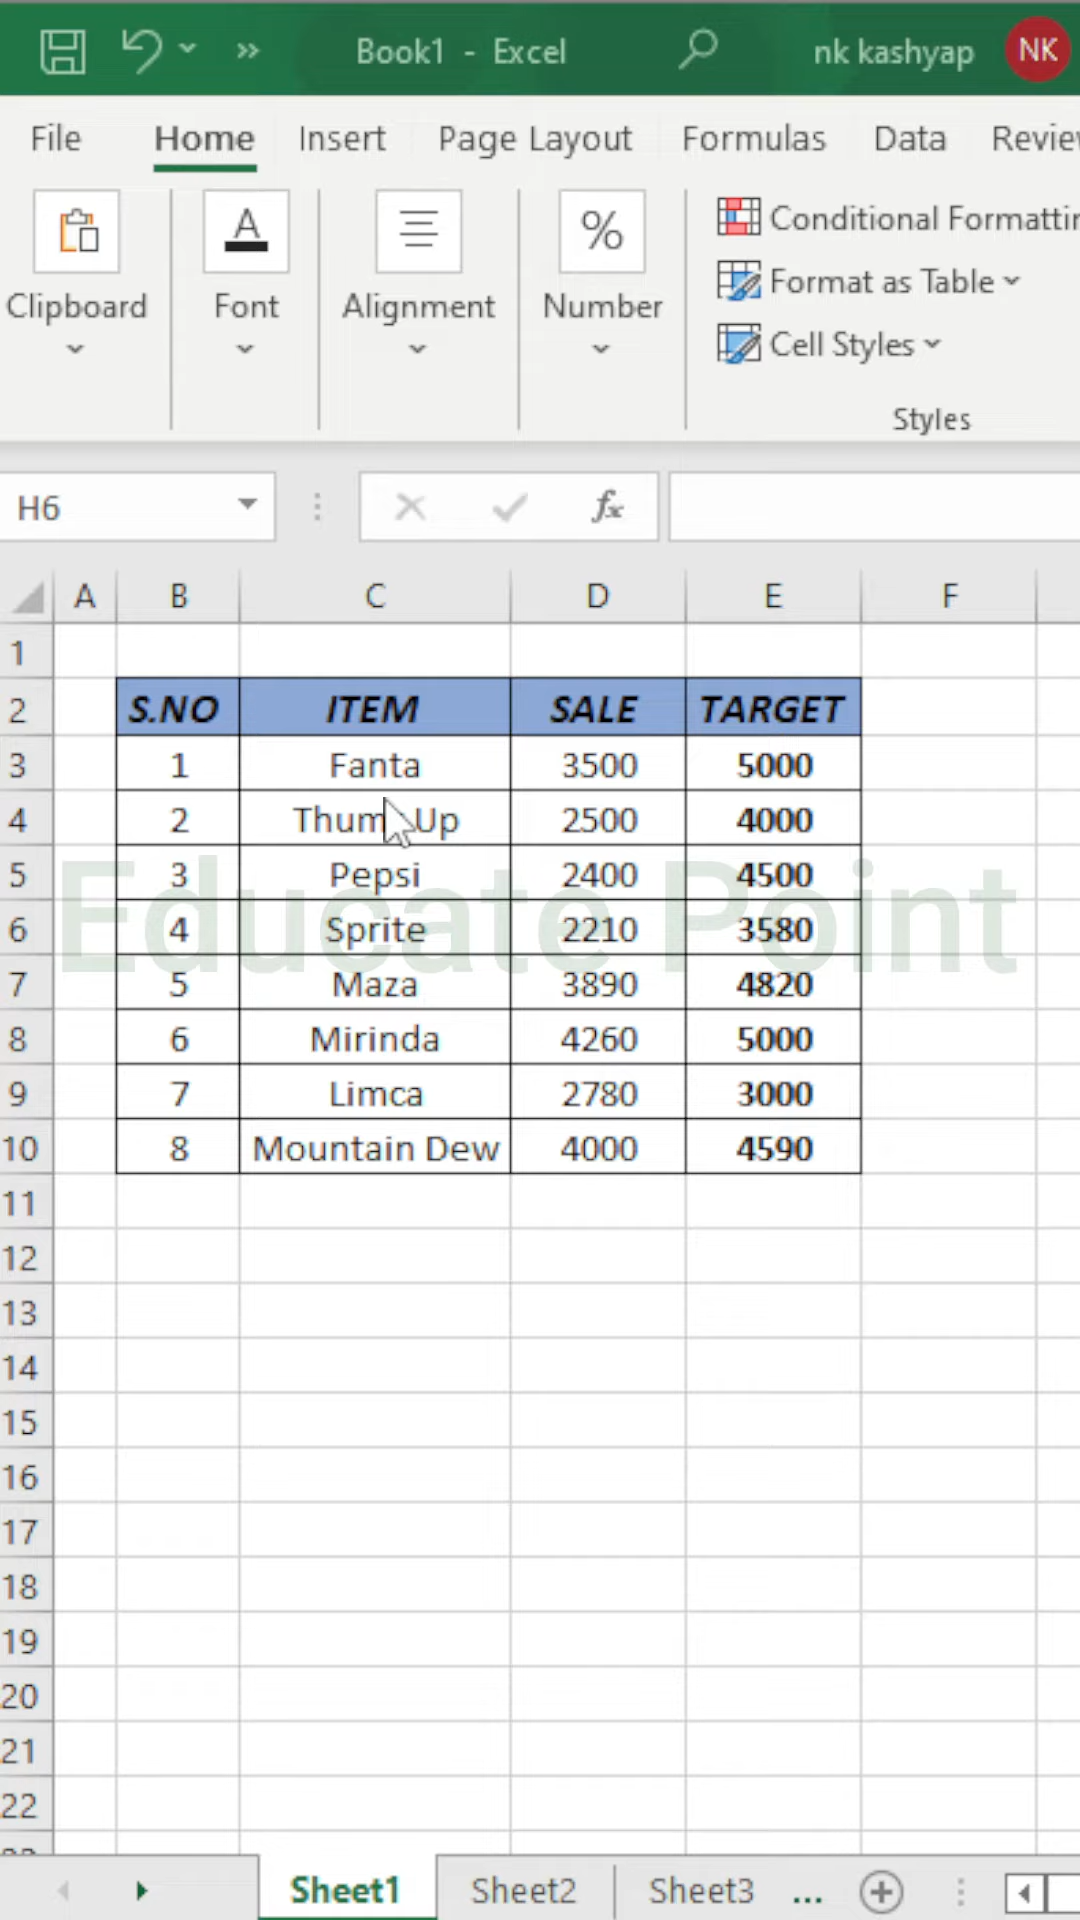 Book1 - Excel nk kashyap NK
File Home Insert Page Layout Formulas Data
Conditional
Format as Table
Cell Styles
Clipboard Font Alignment Number
Styles
H6 fx
A B C D E F
1
2 S.NO ITEM SALE TARGET
3 1 Fanta 3500 5000
4 2 Up 2500 4000
5 3 Pepsi 2400 4500
Educate Point
6 4 Sprite 2210 3580
7 5 Maza 3890 4820
8 6 Mirinda 4260 5000
9 7 Limca 2780 3000
10 8 Mountain Dew 4000 4590
11
12
13
14
15
16
17
18
19
20
21
22
Sheet1 Sheet2 Sheet3 ...